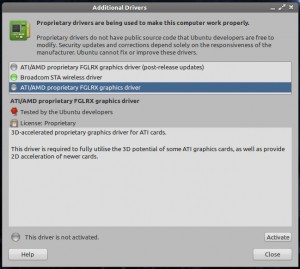 Additional Drivers
Proprietary drivers are being used to make this computer work properly.
Proprietary drivers do not have public source code that Ubuntu developers are free to
modify. Security updates and corrections depend solely on the responsiveness of the
manufacturer. Ubuntu cannot fix or improve these drivers.
ATI/AMD proprietary FGLRX graphics driver (post-release updates)
Broadcom STA wireless driver
ATI/AMD proprietary FGLRX graphics driver
ATI/AMD proprietary FGLRX graphics driver
Tested by the Ubuntu developers
License: Proprietary
3D-accelerated proprietary graphics driver for ATI cards.
This driver is required to fully utilise the 3D potential of some ATI graphics cards, as well as provide
2D acceleration of newer cards.
This driver is not activated.
Activate
Help
Close